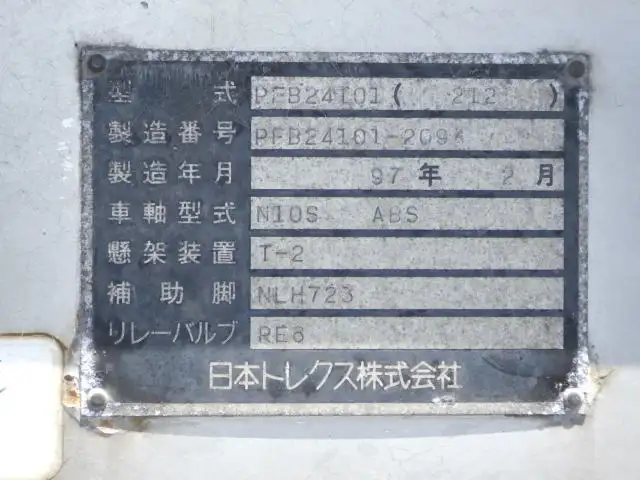 型式 PFB24101 ( 212 )
製造番号 PFB24101-209
製造年月 97年 2月
車軸型式 N10S ABS
懸架装置 T-2
補助脚 NLH723
リレーバルブ RE6
日本トレクス株式会社